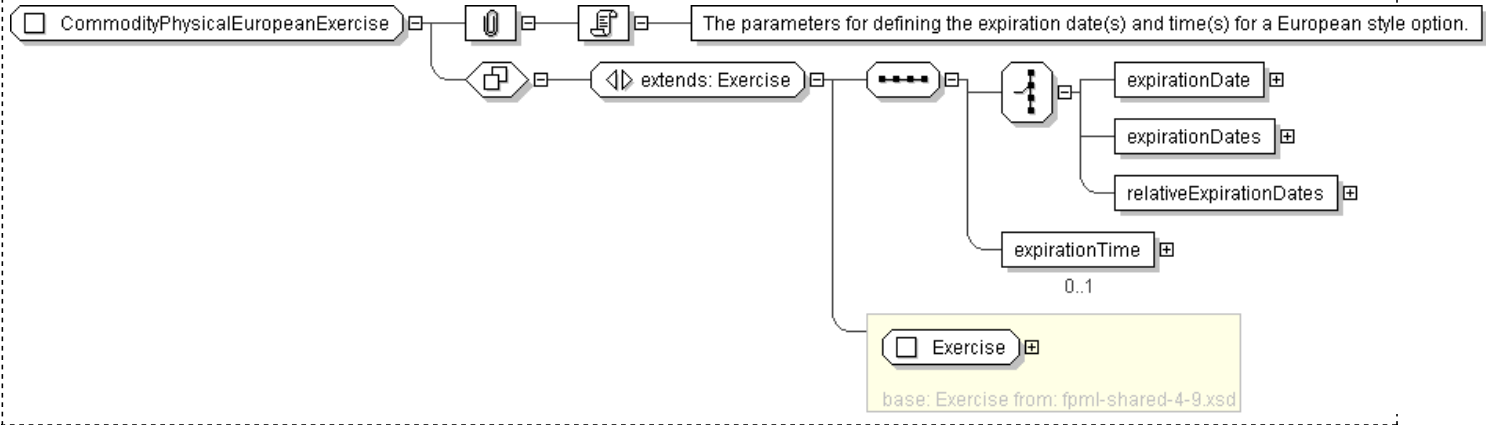 CommodityPhysicalEuropeanExercise
The parameters for defining the expiration date(s) and time(s) for a European style option.
extends: Exercise
expirationDate
expirationDates
relativeExpirationDates
expirationTime
0..1
Exercise
base: Exercise from: fpml-shared-4-9.xsd